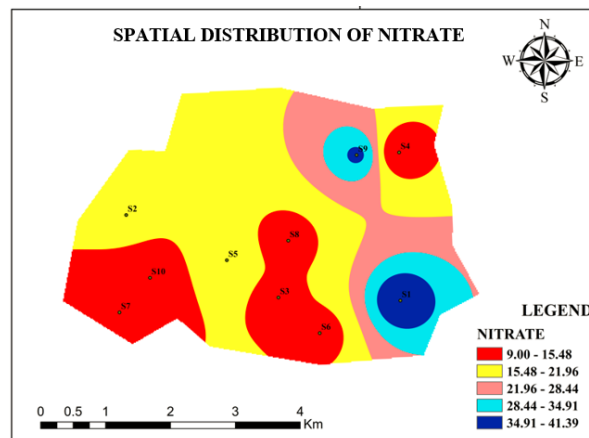 SPATIAL DISTRIBUTION OF NITRATE
N
W E
S
S9
S4
S2
S8
S5
S10
S3
S1
S7
S6
LEGEND
NITRATE
9.00 - 15.48
15.48 - 21.96
21.96 - 28.44
28.44 - 34.91
34.91 - 41.39
0 0.5 1 2 3 4
Km